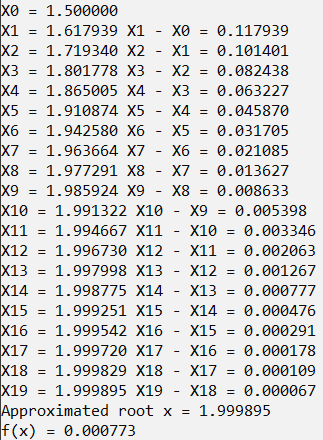 X0 = 1.500000
X1 = 1.617939 X1 - X0 = 0.117939
X2 = 1.719340 X2 - X1 = 0.101401
X3 = 1.801778 X3 - X2 = 0.082438
X4 = 1.865005 X4 - X3 = 0.063227
X5 = 1.910874 X5 - X4 = 0.045870
X6 = 1.942580 X6 - X5 = 0.031705
X7 = 1.963664 X7 - X6 = 0.021085
X8 = 1.977291 X8 - X7 = 0.013627
X9 = 1.985924 X9 - X8 = 0.008633
X10 = 1.991322 X10 - X9 = 0.005398
X11 = 1.994667 X11 - X10 = 0.003346
X12 = 1.996730 X12 - X11 = 0.002063
X13 = 1.997998 X13 - X12 = 0.001267
X14 = 1.998775 X14 - X13 = 0.000777
X15 = 1.999251 X15 - X14 = 0.000476
X16 = 1.999542 X16 - X15 = 0.000291
X17 = 1.999720 X17 - X16 = 0.000178
X18 = 1.999829 X18 - X17 = 0.000109
X19 = 1.999895 X19 - X18 = 0.000067
Approximated root x = 1.999895
f(x) = 0.000773